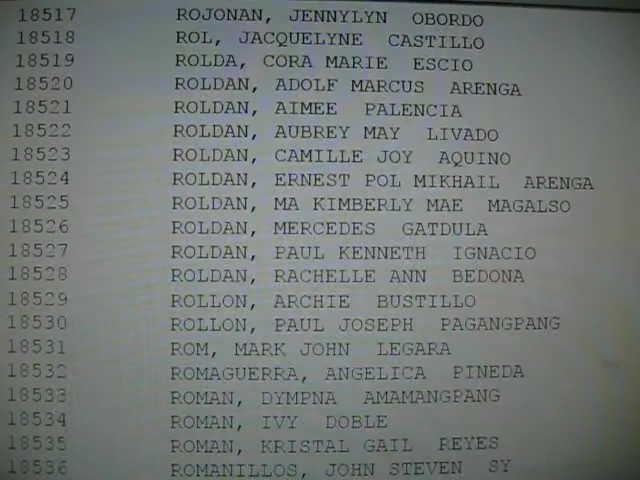 18517 ROJONAN, JENNYLYN OBORDO
18518 ROL, JACQUELYNE CASTILLO
18519 ROLDA, CORA MARIE ESCIO
18520 ROLDAN, ADOLF MARCUS ARENGA
18521 ROLDAN, AIMEE PALENCIA
18522 ROLDAN, AUBREY MAY LIVADO
18523 ROLDAN, CAMILLE JOY AQUINO
18524 ROLDAN, ERNEST POL MIKHAIL ARENGA
18525 ROLDAN, MA KIMBERLY MAE MAGALSO
18526 ROLDAN, MERCEDES GATDULA
18527 ROLDAN, PAUL KENNETH IGNACIO
18528 ROLDAN, RACHELLE ANN BEDONA
18529 ROLLON, ARCHIE BUSTILLO
18530 ROLLON, PAUL JOSEPH PAGANGPANG
18531 ROM, MARK JOHN LEGARA
18532 ROMAGUERRA, ANGELICA PINEDA
18533 ROMAN, DYMPNA AMAMANGPANG
18534 ROMAN, IVY DOBLE
18535 ROMAN, KRISTAL GAIL REYES
18536 ROMANILLOS, JOHN STEVEN SY